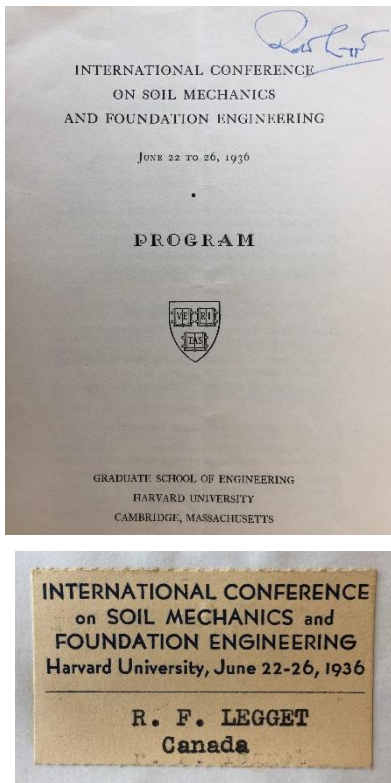 INTERNATIONAL CONFERENCE
ON SOIL MECHANICS
AND FOUNDATION ENGINEERING
JUNE 22 TO 26, 1936
PROGRAM
VE RI
TAS
GRADUATE SCHOOL OF ENGINEERING
HARVARD UNIVERSITY
CAMBRIDGE, MASSACHUSETTS
INTERNATIONAL CONFERENCE
on SOIL MECHANICS and
FOUNDATION ENGINEERING
Harvard University, June 22-26, 1936
R. F. LEGGET
Canada